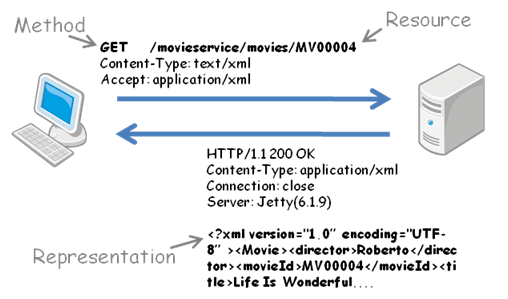 Method
Resource
GET /movieservice/movies/MV00004
Content-Type: text/xml
Accept: application/xml
HTTP/1.1 200 OK
Content-Type: application/xml
Connection: close
Server: Jetty(6.1.9)
Representation
<?xml version="1.0" encoding="UTF-
8" ><Movie><director>Roberto</direc
tor><movieId>MV00004</movieId><ti
tle>Life Is Wonderful....